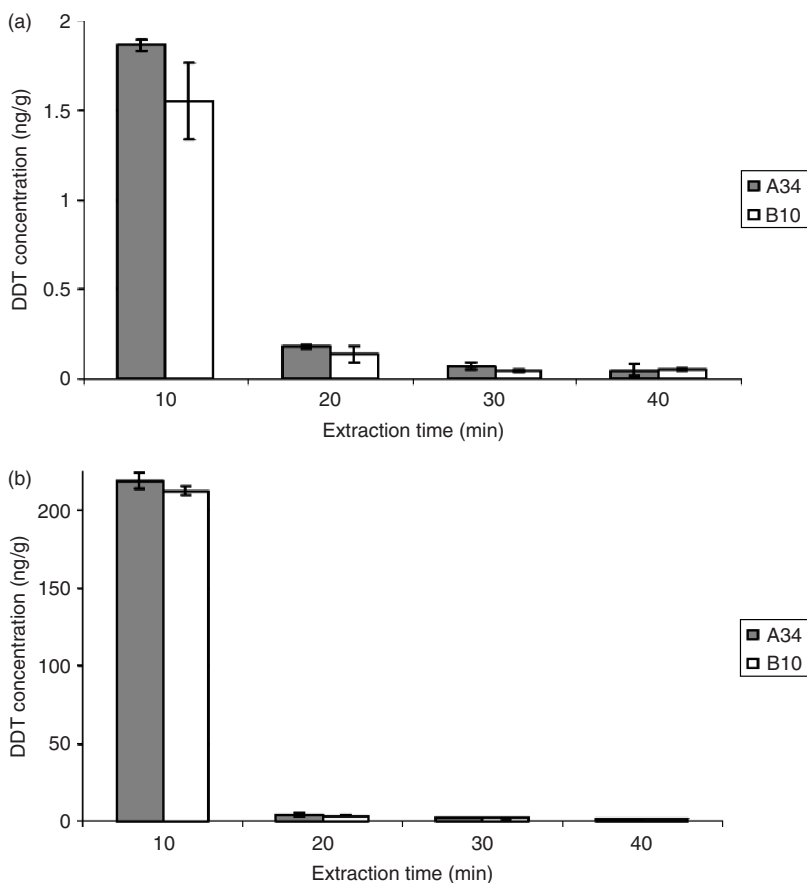 (a)
DDT concentration (ng/g)
2
1.5
1
0.5
0
10 20 30 40
Extraction time (min)
A34
B10
(b)
DDT concentration (ng/g)
200
150
100
50
0
10 20 30 40
Extraction time (min)
A34
B10